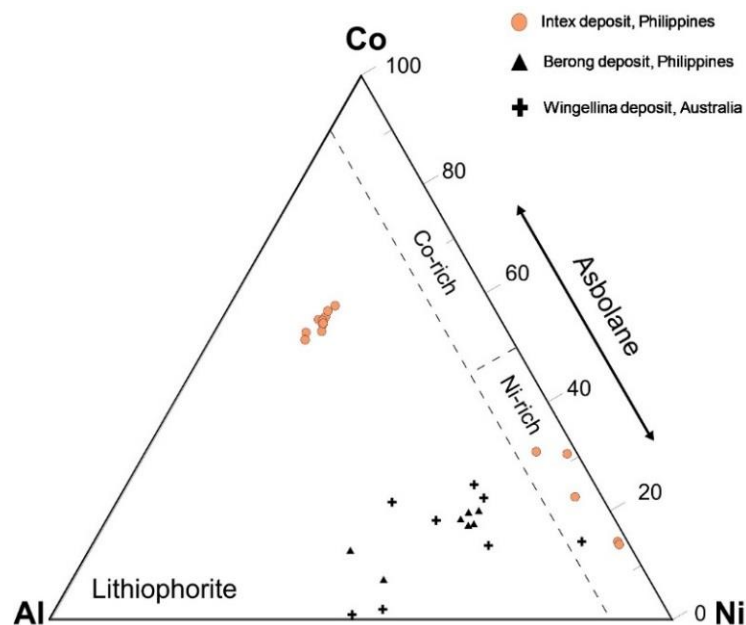 Co
100
Intex deposit, Philippines
Berong deposit, Philippines
Wingellina deposit, Australia
80
Co-rich
60
Asbolane
Ni-rich
40
20
Lithiophorite
Al
0
Ni